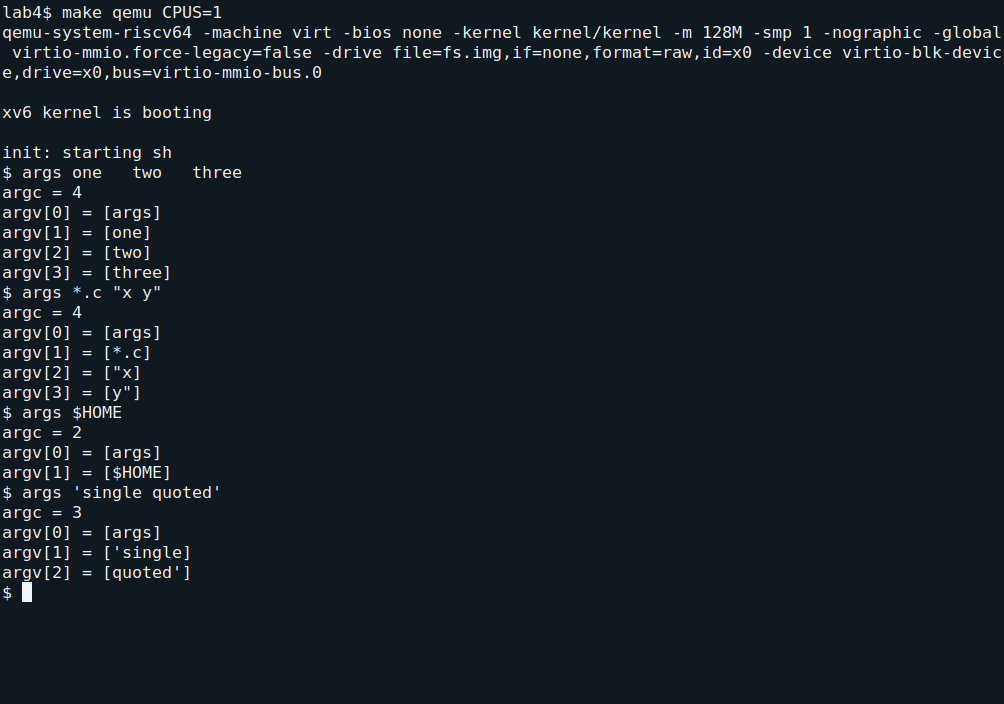 lab4$ make qemu CPUS=1
qemu-system-riscv64 -machine virt -bios none -kernel kernel/kernel -m 128M -smp 1 -nographic -global
 virtio-mmio.force-legacy=false -drive file=fs.img,if=none,format=raw,id=x0 -device virtio-blk-devic
e,drive=x0,bus=virtio-mmio-bus.0

xv6 kernel is booting

init: starting sh
$ args one   two   three
argc = 4
argv[0] = [args]
argv[1] = [one]
argv[2] = [two]
argv[3] = [three]
$ args *.c "x y"
argc = 4
argv[0] = [args]
argv[1] = [*.c]
argv[2] = ["x]
argv[3] = [y"]
$ args $HOME
argc = 2
argv[0] = [args]
argv[1] = [$HOME]
$ args 'single quoted'
argc = 3
argv[0] = [args]
argv[1] = ['single]
argv[2] = [quoted']
$